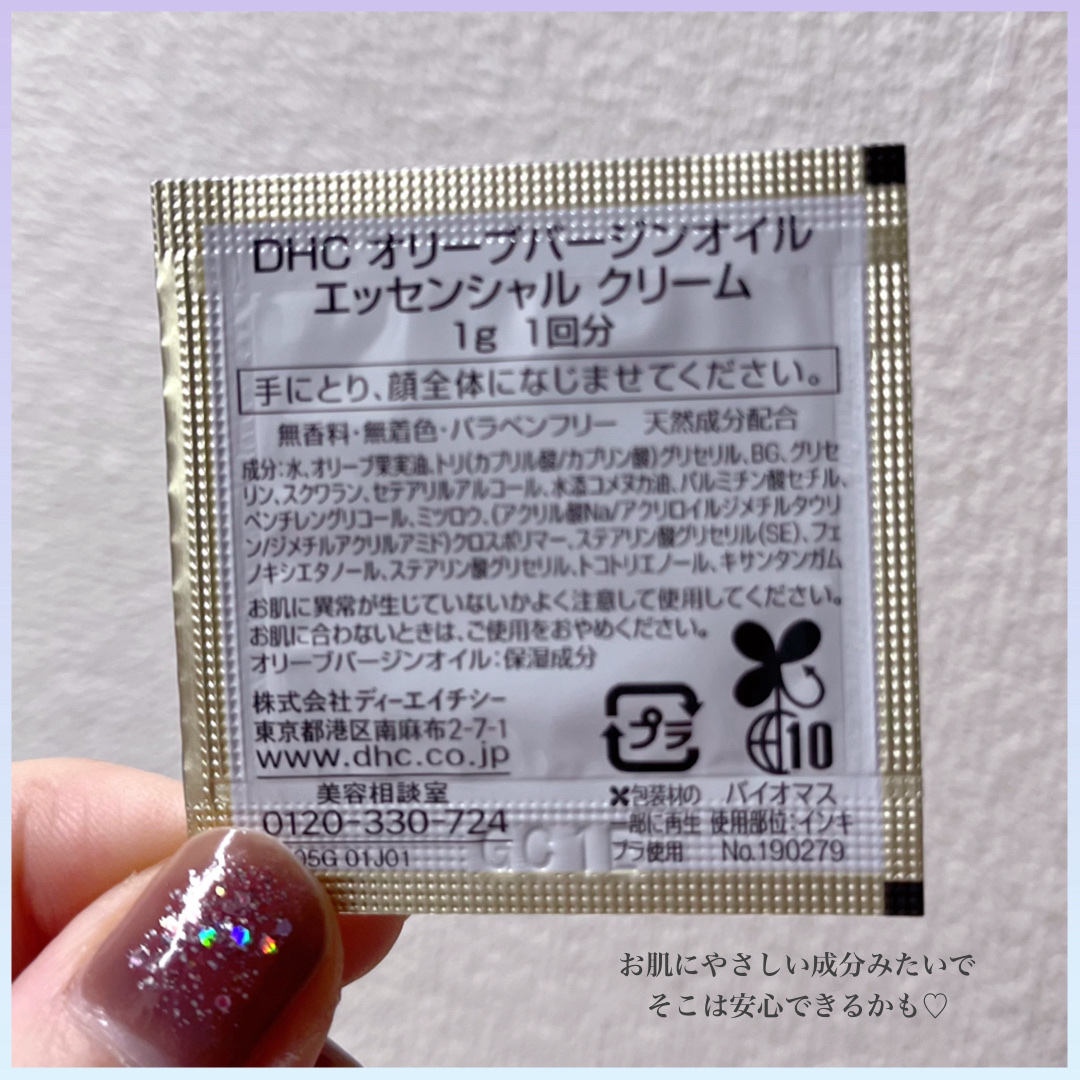 DHC オリーブバージンオイル
エッセンシャル クリーム
1g 1回分
手にとり、顔全体になじませてください。
無香料・無着色・パラベンフリー 天然成分配合
成分：水、オリーブ果実油、トリ(カプリル酸/カプリン酸)グリセリル、BG、グリセ
リン、スクワラン、セテアリルアルコール、水添コメヌカ油、パルミチン酸セチル、
ペンチレングリコール、ミツロウ、(アクリル酸Na/アクリロイルジメチルタウリ
ン/ジメチルアクリルアミド)クロスポリマー、ステアリン酸グリセリル(SE)、フェ
ノキシエタノール、ステアリン酸グリセリル、トコトリエノール、キサンタンガム
お肌に異常が生じていないかよく注意して使用してください。
お肌に合わないときは、ご使用をおやめください。
オリーブバージンオイル：保湿成分
株式会社ディーエイチシー
東京都港区南麻布2-7-1
www.dhc.co.jp
美容相談室
0120-330-724
05G 01J01
GC1
プラ
包装材の
一部に再生
プラ使用
10
バイオマス
使用部位：インキ
No.190279
お肌にやさしい成分みたいで
そこは安心できるかも♡